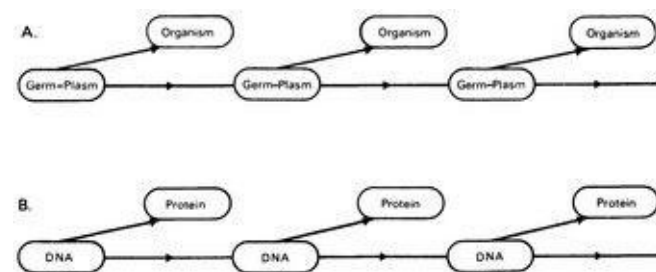 A.
Organism Organism Organism
Germ-Plasm Germ-Plasm Germ-Plasm
B.
Protein Protein Protein
DNA DNA DNA